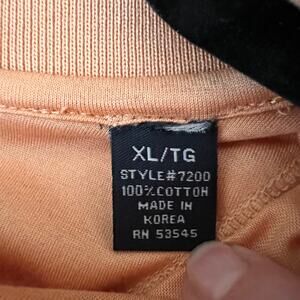 XL/TG
STYLE#7200
100%COTTON
MADE IN
KOREA
RN 53545